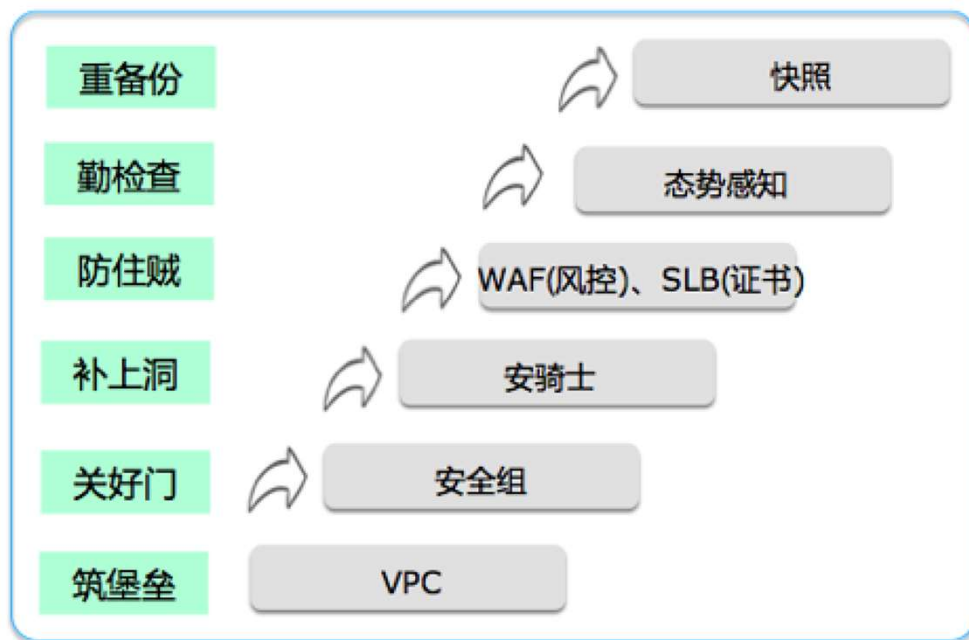 重备份
快照
勤检查
态势感知
防住贼
WAF(风控)、SLB(证书)
补上洞
安骑士
关好门
安全组
筑堡垒
VPC